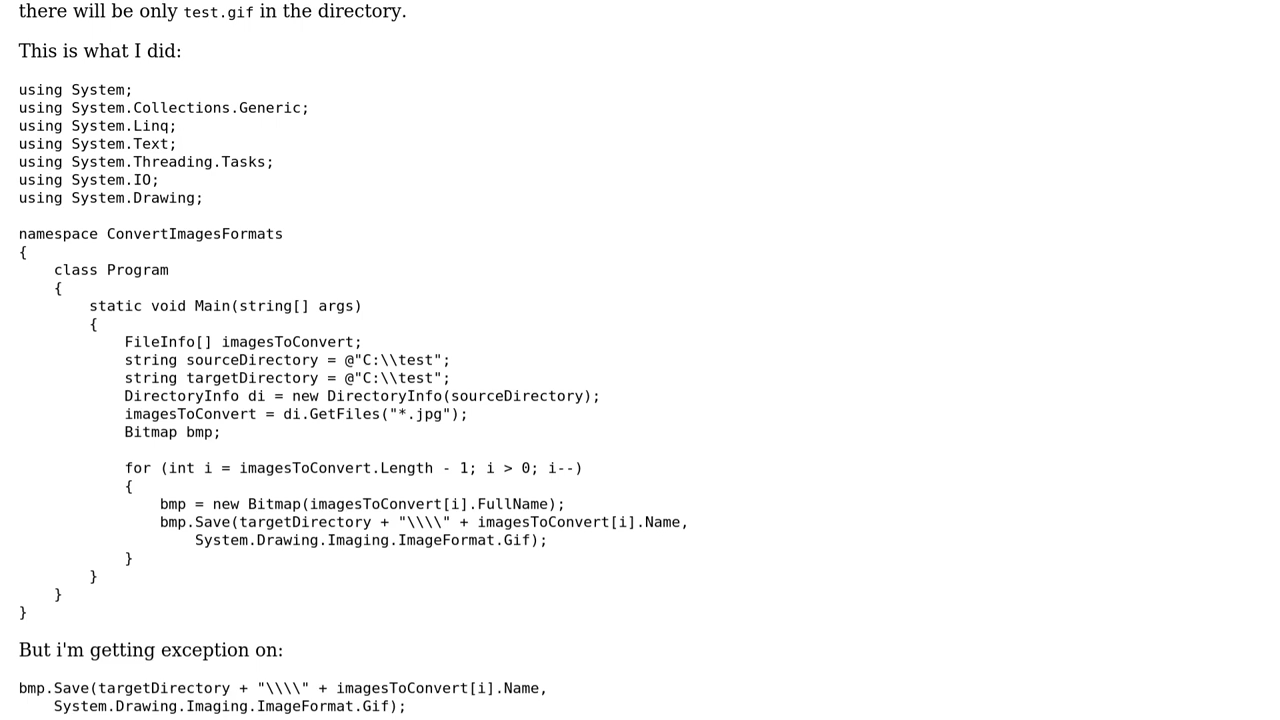 there will be only test.gif in the directory.
This is what I did:
using System;
using System.Collections.Generic;
using System.Linq;
using System.Text;
using System.Threading.Tasks;
using System.IO;
using System.Drawing;
namespace ConvertImagesFormats
{
    class Program
    {
        static void Main(string[] args)
        {
            FileInfo[] imagesToConvert;
            string sourceDirectory = @"C:\\test";
            string targetDirectory = @"C:\\test";
            DirectoryInfo di = new DirectoryInfo(sourceDirectory);
            imagesToConvert = di.GetFiles("*.jpg");
            Bitmap bmp;
            for (int i = imagesToConvert.Length - 1; i > 0; i--)
            {
                bmp = new Bitmap(imagesToConvert[i].FullName);
                bmp.Save(targetDirectory + "\\\\" + imagesToConvert[i].Name,
                    System.Drawing.Imaging.ImageFormat.Gif);
            }
        }
    }
}
But i'm getting exception on:
bmp.Save(targetDirectory + "\\\\" + imagesToConvert[i].Name,
    System.Drawing.Imaging.ImageFormat.Gif);